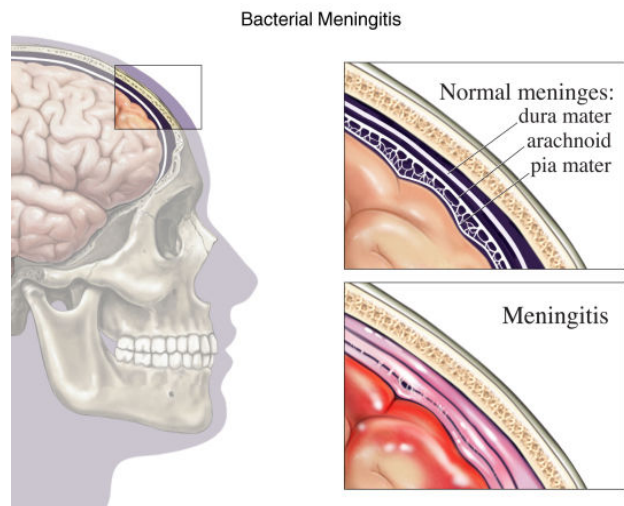 Bacterial Meningitis
Normal meninges:
dura mater
arachnoid
pia mater
Meningitis